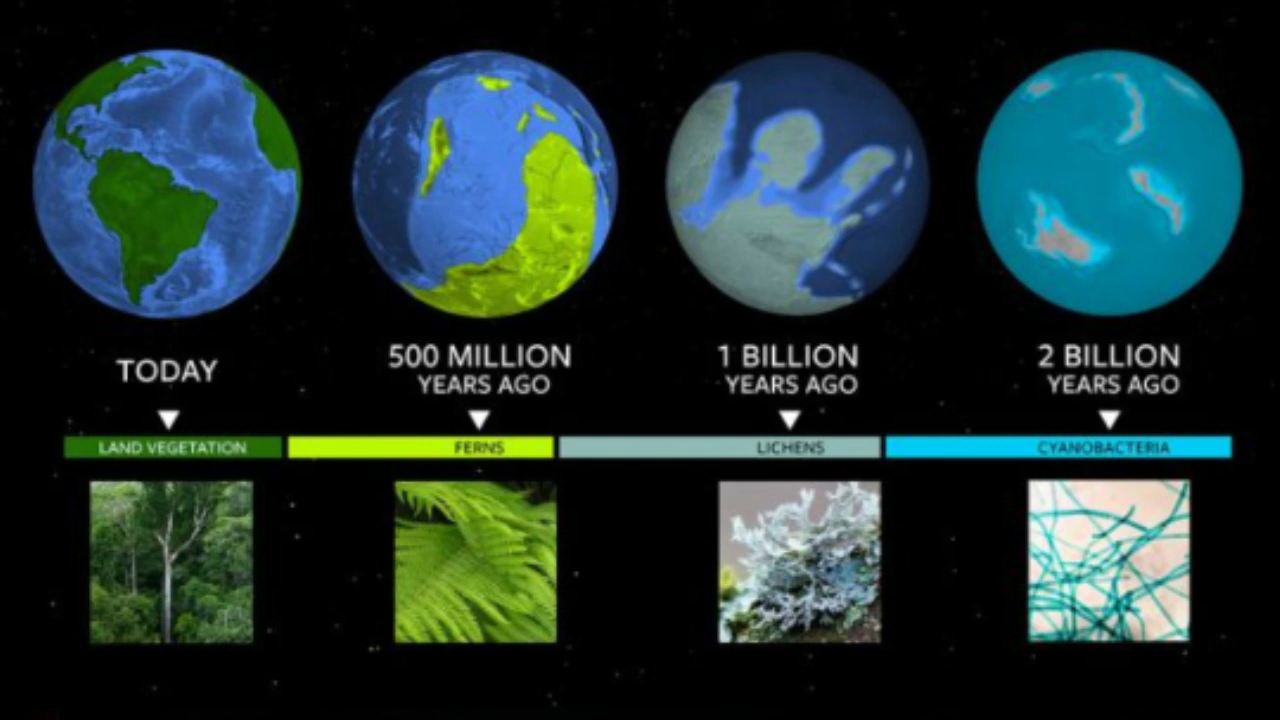 TODAY
500 MILLION
YEARS AGO
1 BILLION
YEARS AGO
2 BILLION
YEARS AGO
LAND VEGETATION
FERNS
LICHENS
CYANOBACTERIA